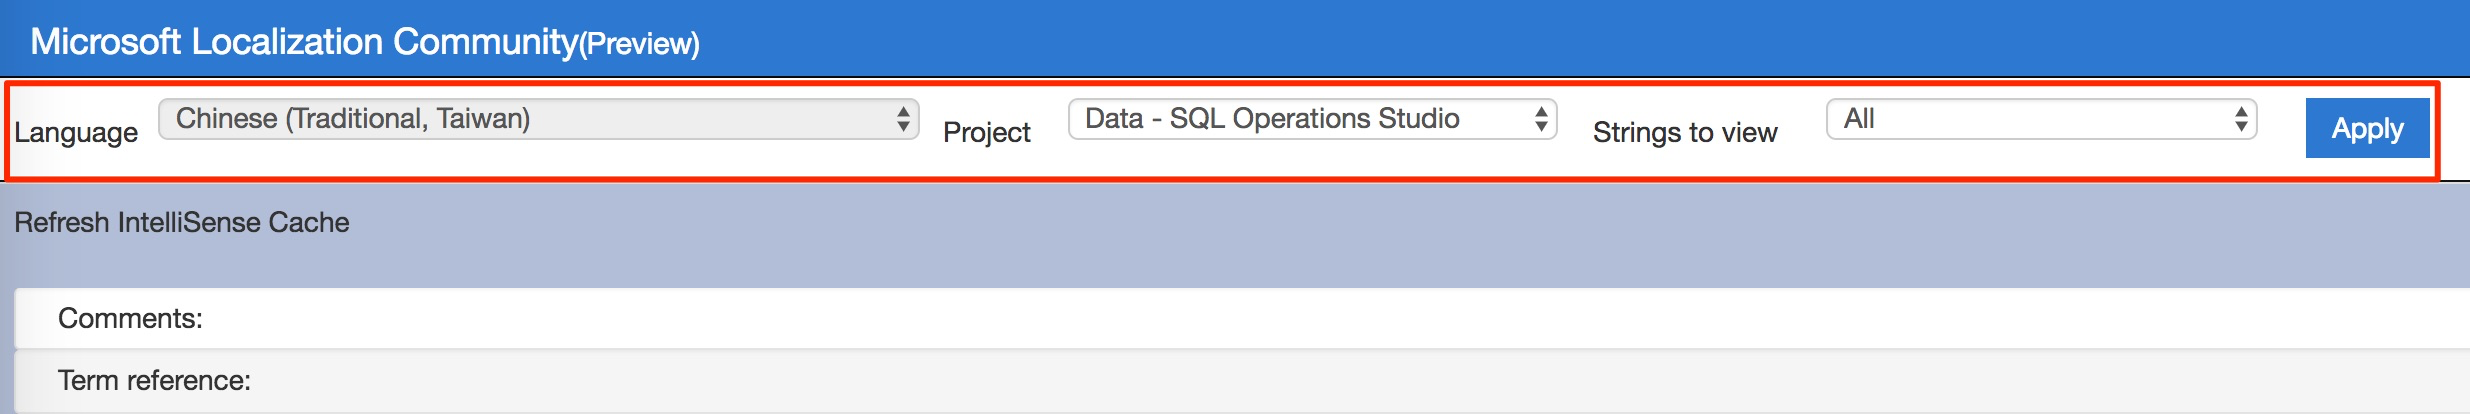 Microsoft Localization Community(Preview)
Language Chinese (Traditional, Taiwan) Project Data - SQL Operations Studio Strings to view All Apply
Refresh IntelliSense Cache
Comments:
Term reference: